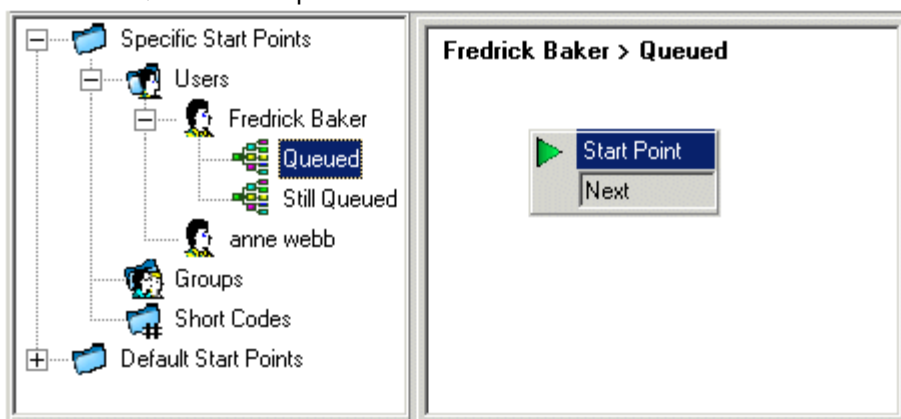 Specific Start Points
Users
Fredrick Baker
Queued
Still Queued
anne webb
Groups
Short Codes
Default Start Points
Fredrick Baker > Queued
Start Point
Next